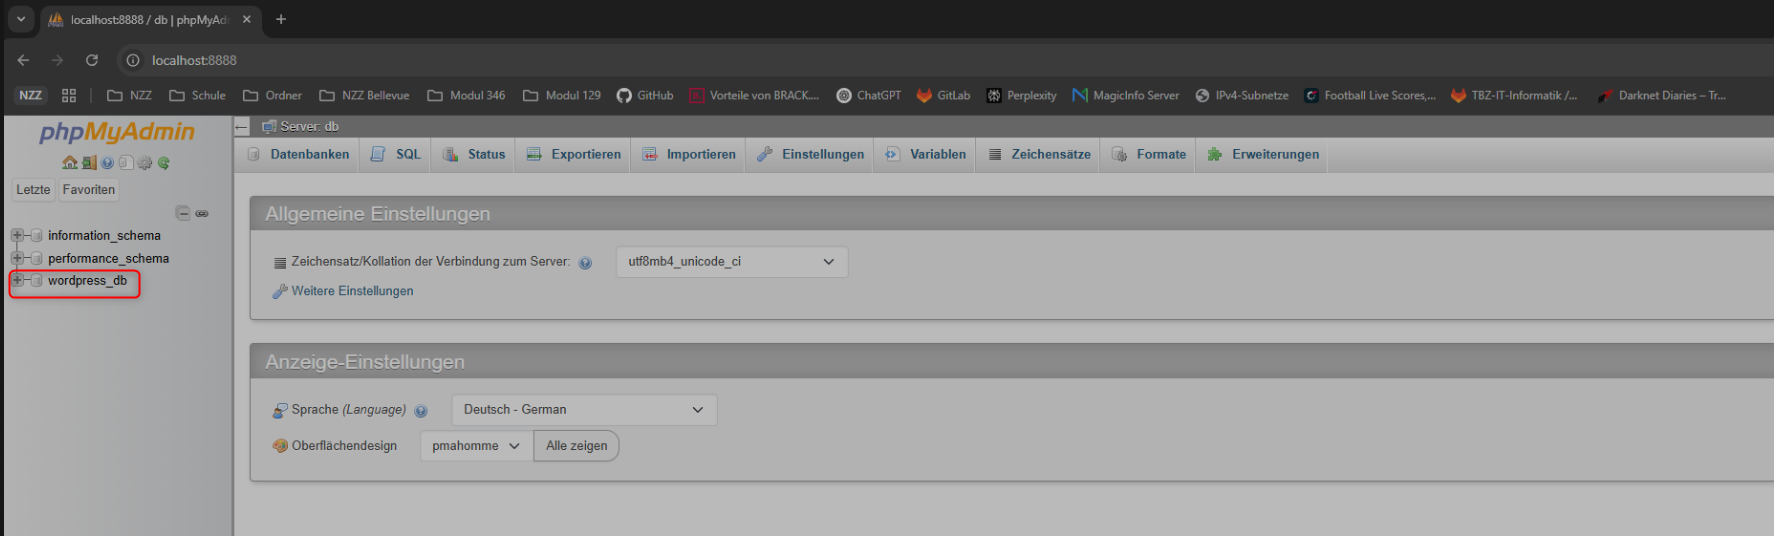 localhost:8888 / db | phpMyAd
localhost:8888
NZZ NZZ Schule Ordner NZZ Bellevue Modul 346 Modul 129 GitHub Vorteile von BRACK.... ChatGPT GitLab Perplexity MagicInfo Server IPv4-Subnetze Football Live Scores,... TBZ-IT-Informatik /... Darknet Diaries – Tr...
phpMyAdmin
Server: db
Datenbanken SQL Status Exportieren Importieren Einstellungen Variablen Zeichensätze Formate Erweiterungen
Letzte Favoriten
information_schema
performance_schema
wordpress_db
Allgemeine Einstellungen
Zeichensatz/Kollation der Verbindung zum Server: utf8mb4_unicode_ci
Weitere Einstellungen
Anzeige-Einstellungen
Sprache (Language) Deutsch - German
Oberflächendesign pmahomme Alle zeigen